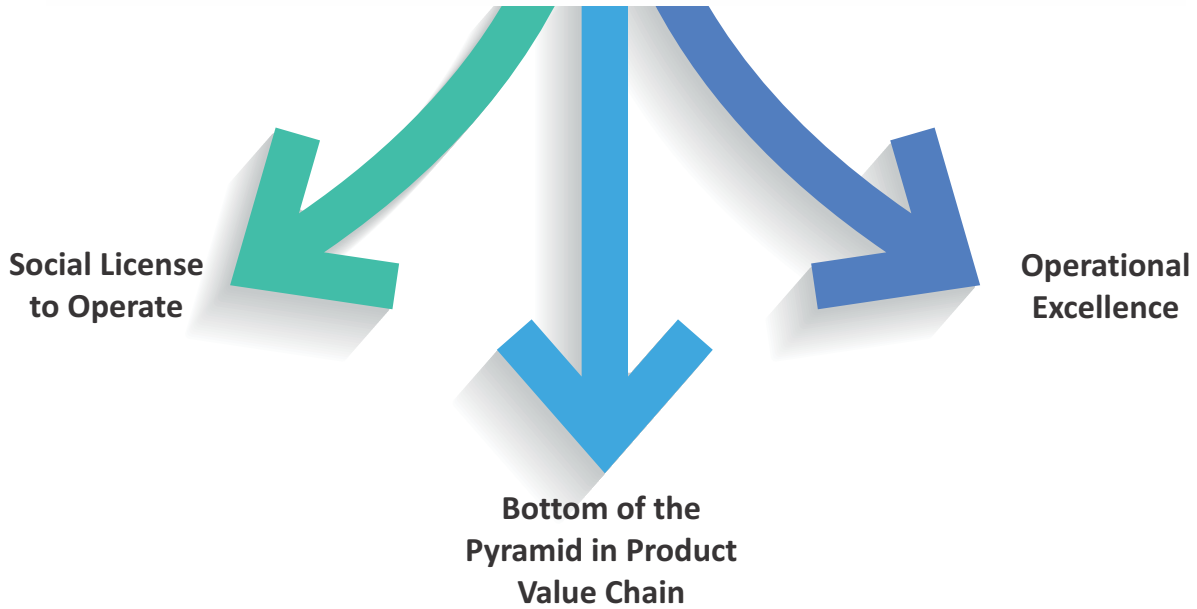 Social License
to Operate
Operational
Excellence
Bottom of the
Pyramid in Product
Value Chain